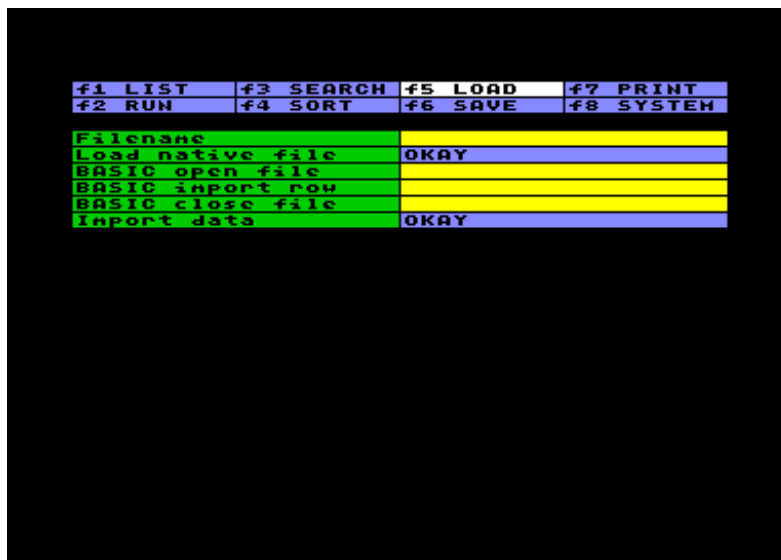 f1 LIST f3 SEARCH f5 LOAD f7 PRINT
f2 RUN f4 SORT f6 SAVE f8 SYSTEM
Filename
Load native file OKAY
BASIC open file
BASIC import row
BASIC close file
Import data OKAY